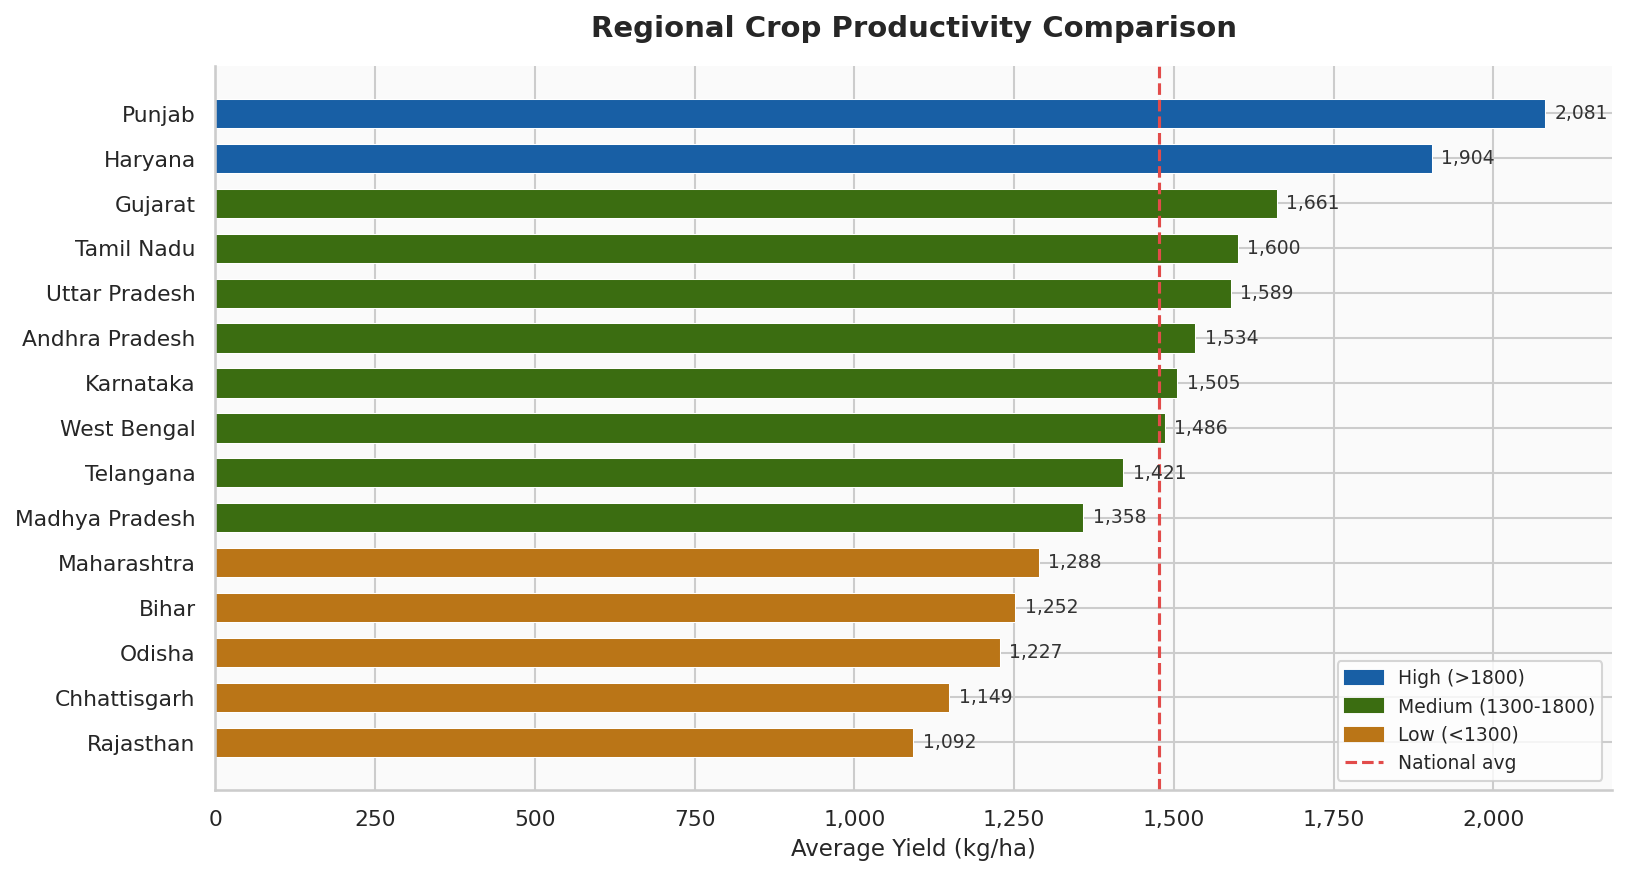 Regional Crop Productivity Comparison
Punjab 2,081
Haryana 1,904
Gujarat 1,661
Tamil Nadu 1,600
Uttar Pradesh 1,589
Andhra Pradesh 1,534
Karnataka 1,505
West Bengal 1,486
Telangana 1,421
Madhya Pradesh 1,358
Maharashtra 1,288
Bihar 1,252
Odisha 1,227
Chhattisgarh 1,149
Rajasthan 1,092
High (>1800)
Medium (1300-1800)
Low (<1300)
National avg
0 250 500 750 1,000 1,250 1,500 1,750 2,000
Average Yield (kg/ha)